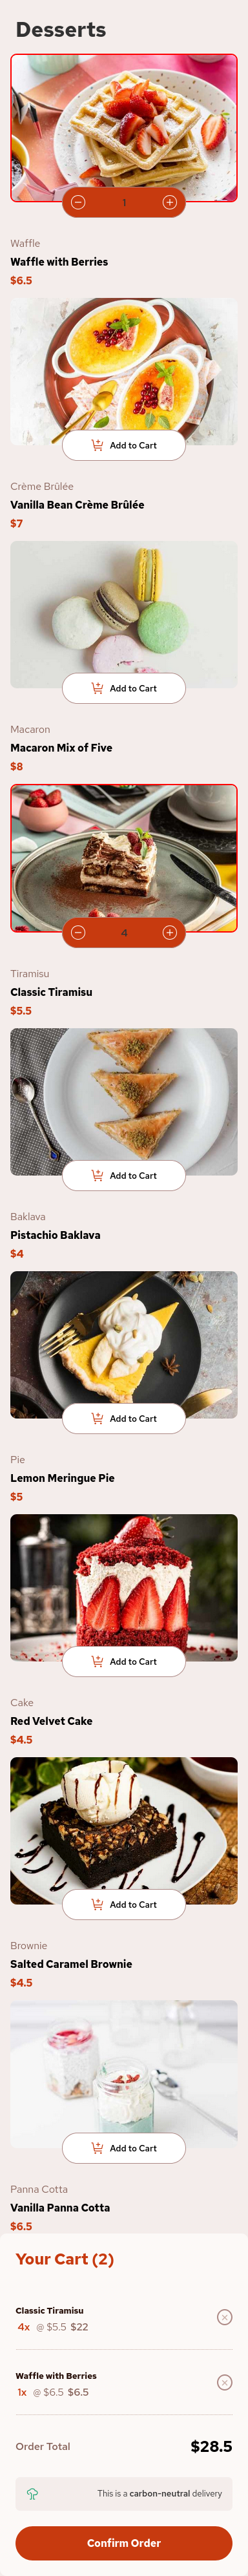 Desserts
1
Waffle
Waffle with Berries
$6.5
Add to Cart
Crème Brûlée
Vanilla Bean Crème Brûlée
$7
Add to Cart
Macaron
Macaron Mix of Five
$8
4
Tiramisu
Classic Tiramisu
$5.5
Add to Cart
Baklava
Pistachio Baklava
$4
Add to Cart
Pie
Lemon Meringue Pie
$5
Add to Cart
Cake
Red Velvet Cake
$4.5
Add to Cart
Brownie
Salted Caramel Brownie
$4.5
Add to Cart
Panna Cotta
Vanilla Panna Cotta
$6.5
Your Cart (2)
Classic Tiramisu
4x @ $5.5 $22
Waffle with Berries
1x @ $6.5 $6.5
Order Total $28.5
This is a carbon-neutral delivery
Confirm Order